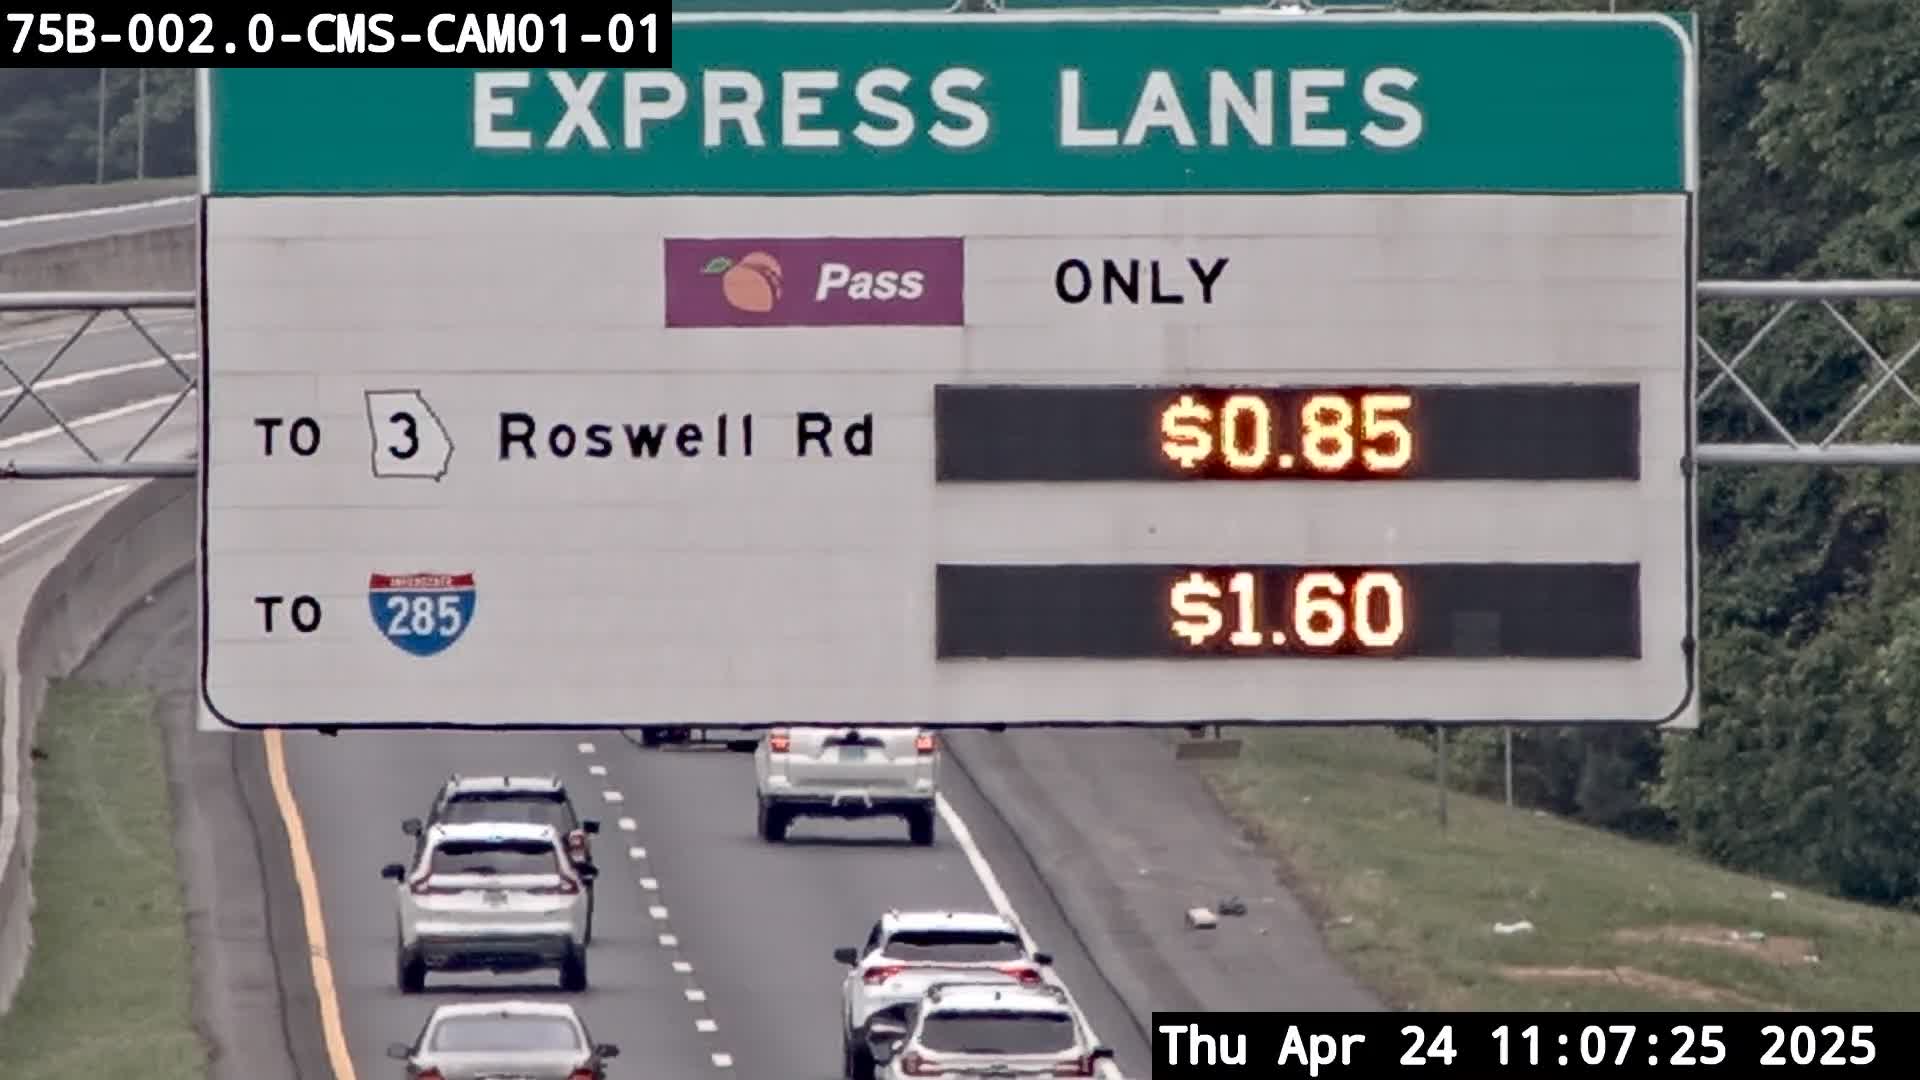 75B-002.0-CMS-CAM01-01
EXPRESS LANES
Pass ONLY
TO 3 Roswell Rd $0.85
INTERSTATE
TO 285 $1.60
Thu Apr 24 11:07:25 2025